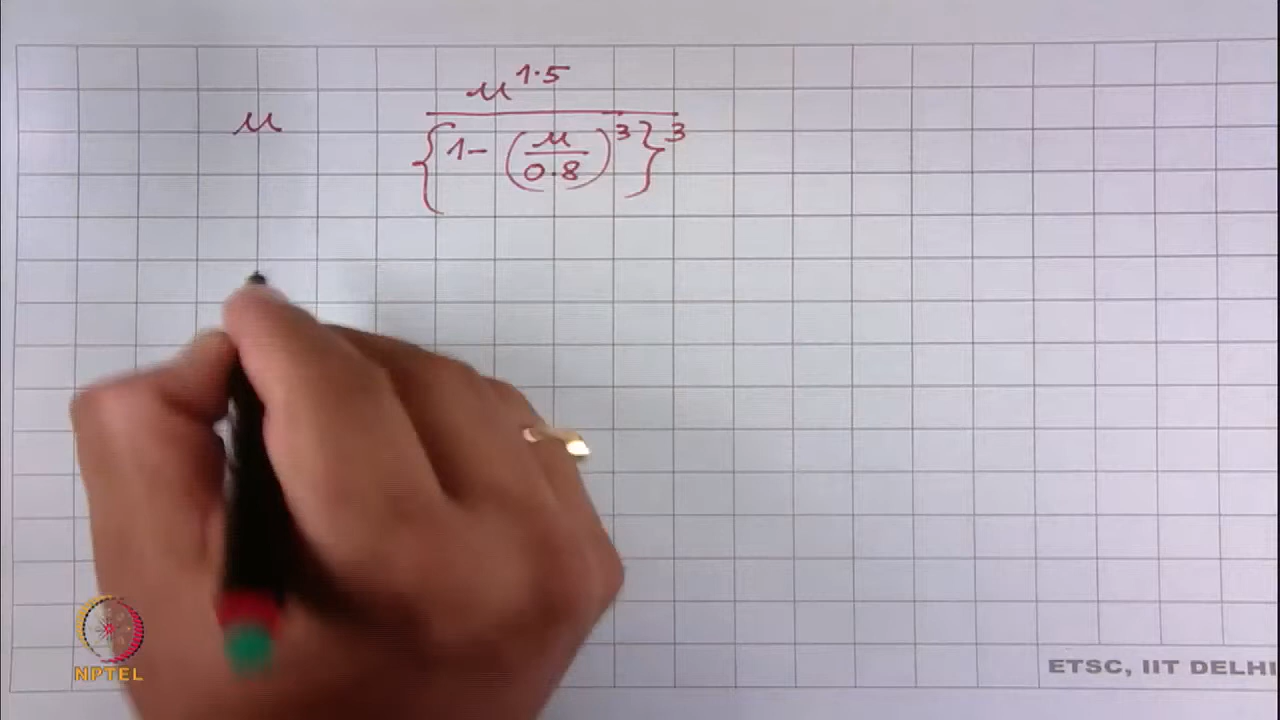 μ μ^1.5 / {1-(μ/0.8)^3}^3
NPTEL
ETSC, IIT DELHI